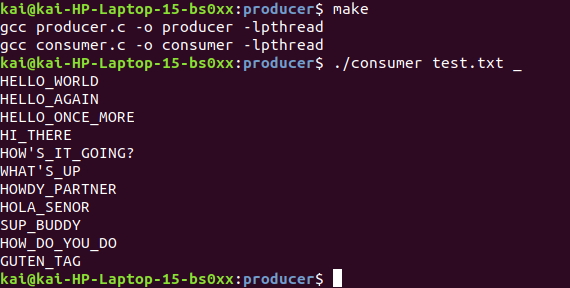 kai@kai-HP-Laptop-15-bs0xx:producer$ make
gcc producer.c -o producer -lpthread
gcc consumer.c -o consumer -lpthread
kai@kai-HP-Laptop-15-bs0xx:producer$ ./consumer test.txt _
HELLO_WORLD
HELLO_AGAIN
HELLO_ONCE_MORE
HI_THERE
HOW'S_IT_GOING?
WHAT'S_UP
HOWDY_PARTNER
HOLA_SENOR
SUP_BUDDY
HOW_DO_YOU_DO
GUTEN_TAG
kai@kai-HP-Laptop-15-bs0xx:producer$